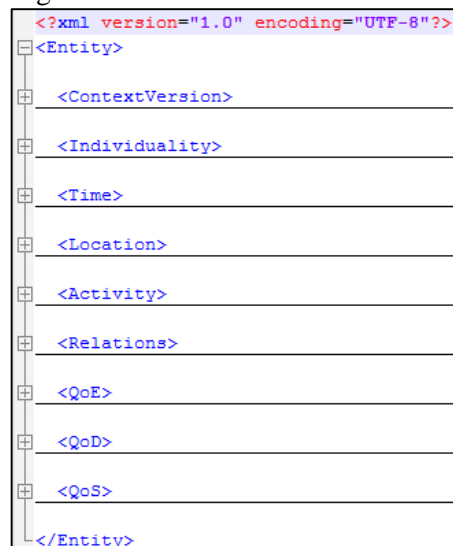 <?xml version="1.0" encoding="UTF-8"?>
<Entity>
<ContextVersion>
<Individuality>
<Time>
<Location>
<Activity>
<Relations>
<QoE>
<QoD>
<QoS>
</Entity>